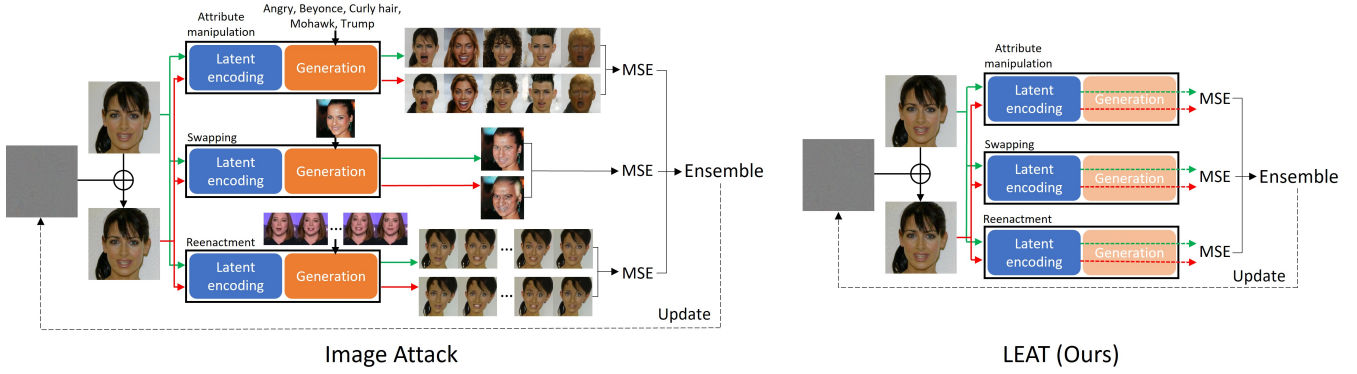 Attribute
manipulation
Angry, Beyonce, Curly hair,
Mohawk, Trump
Latent
encoding
Generation
MSE
Swapping
Latent
encoding
Generation
MSE
Ensemble
Reenactment
...
Latent
encoding
Generation
...
...
MSE
Update
Image Attack
Attribute
manipulation
Latent
encoding
Generation
MSE
Swapping
Latent
encoding
Generation
MSE
Ensemble
Reenactment
Latent
encoding
Generation
MSE
Update
LEAT (Ours)